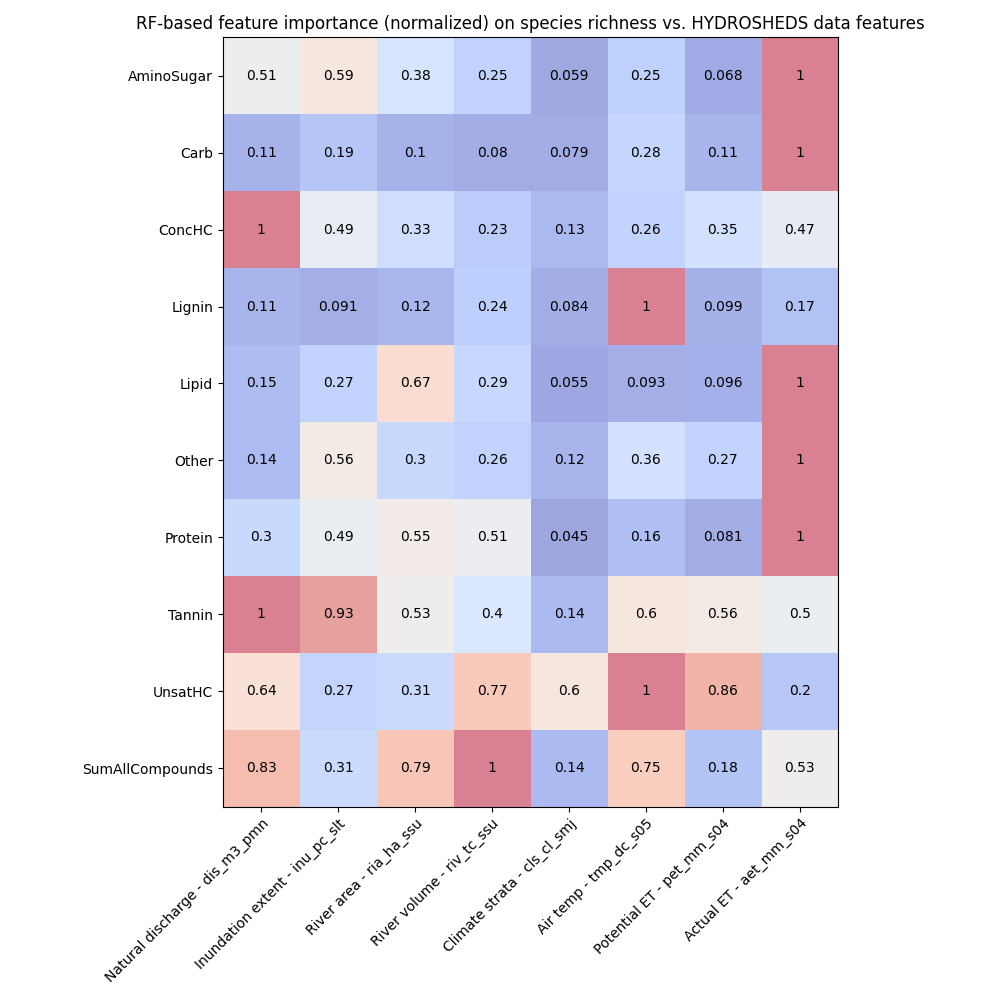 RF-based feature importance (normalized) on species richness vs. HYDROSHEDS data features
AminoSugar 0.51 0.59 0.38 0.25 0.059 0.25 0.068 1
Carb 0.11 0.19 0.1 0.08 0.079 0.28 0.11 1
ConcHC 1 0.49 0.33 0.23 0.13 0.26 0.35 0.47
Lignin 0.11 0.091 0.12 0.24 0.084 1 0.099 0.17
Lipid 0.15 0.27 0.67 0.29 0.055 0.093 0.096 1
Other 0.14 0.56 0.3 0.26 0.12 0.36 0.27 1
Protein 0.3 0.49 0.55 0.51 0.045 0.16 0.081 1
Tannin 1 0.93 0.53 0.4 0.14 0.6 0.56 0.5
UnsatHC 0.64 0.27 0.31 0.77 0.6 1 0.86 0.2
SumAllCompounds 0.83 0.31 0.79 1 0.14 0.75 0.18 0.53
Natural discharge - dis_m3_pmn
Inundation extent - inu_pc_slt
River area - ria_ha_ssu
River volume - riv_tc_ssu
Climate strata - cls_cl_smj
Air temp - tmp_dc_s05
Potential ET - pet_mm_s04
Actual ET - aet_mm_s04